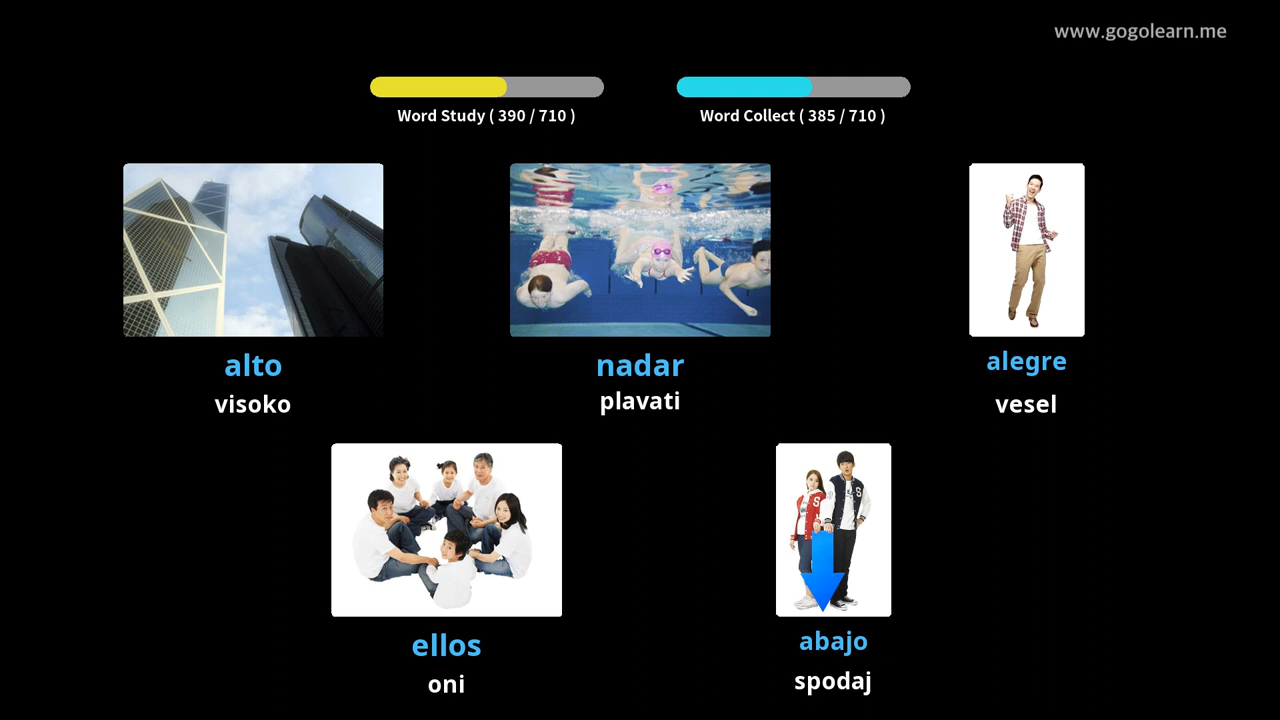 www.gogolearn.me
Word Study ( 390 / 710 )
Word Collect ( 385 / 710 )
alto
visoko
nadar
plavati
alegre
vesel
ellos
oni
abajo
spodaj